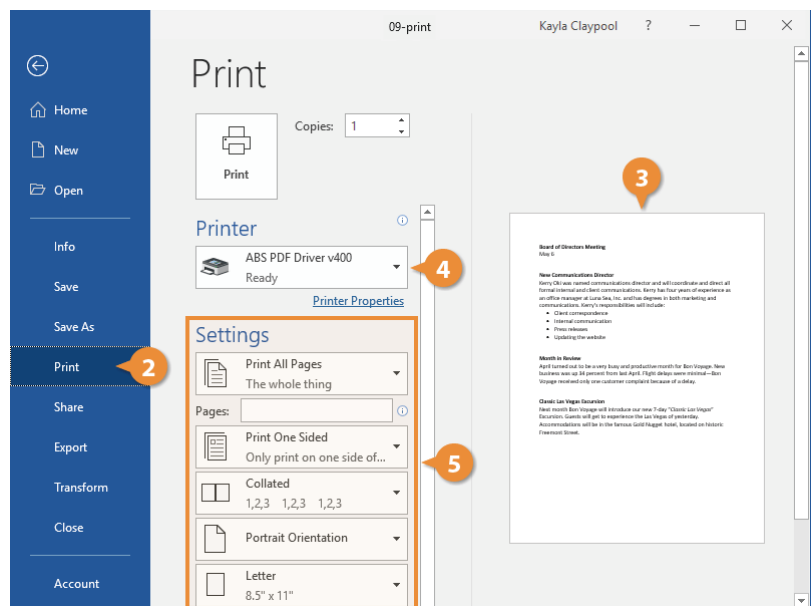 09-print
Kayla Claypool ?
Home
New
Open
Info
Save
Save As
Print
Share
Export
Transform
Close
Account
2
Print
Print
Copies: 1
Printer
ABS PDF Driver v400
Ready
Printer Properties
4
Settings
Print All Pages
The whole thing
Pages:
Print One Sided
Only print on one side of...
5
Collated
1,2,3 1,2,3 1,2,3
Portrait Orientation
Letter
8.5" x 11"
3
Board of Directors Meeting
May 6
New Communications Director
Kerry Oki was named communications director and will coordinate and direct all
formal internal and client communications. Kerry has four years of experience as
an office manager at Luna Sea, Inc. and has degrees in both marketing and
communications. Kerry's responsibilities will include:
• Client correspondence
• Internal communication
• Press releases
• Updating the website
Month in Review
April turned out to be a very busy and productive month for Bon Voyage. New
business was up 34 percent from last April. Flight delays were minimal—Bon
Voyage received only one customer complaint because of a delay.
Classic Las Vegas Excursion
Next month Bon Voyage will introduce our new 7-day "Classic Las Vegas"
Excursion. Guests will get to experience the Las Vegas of yesterday.
Accommodations will be in the famous Gold Nugget hotel, located on historic
Freemont Street.